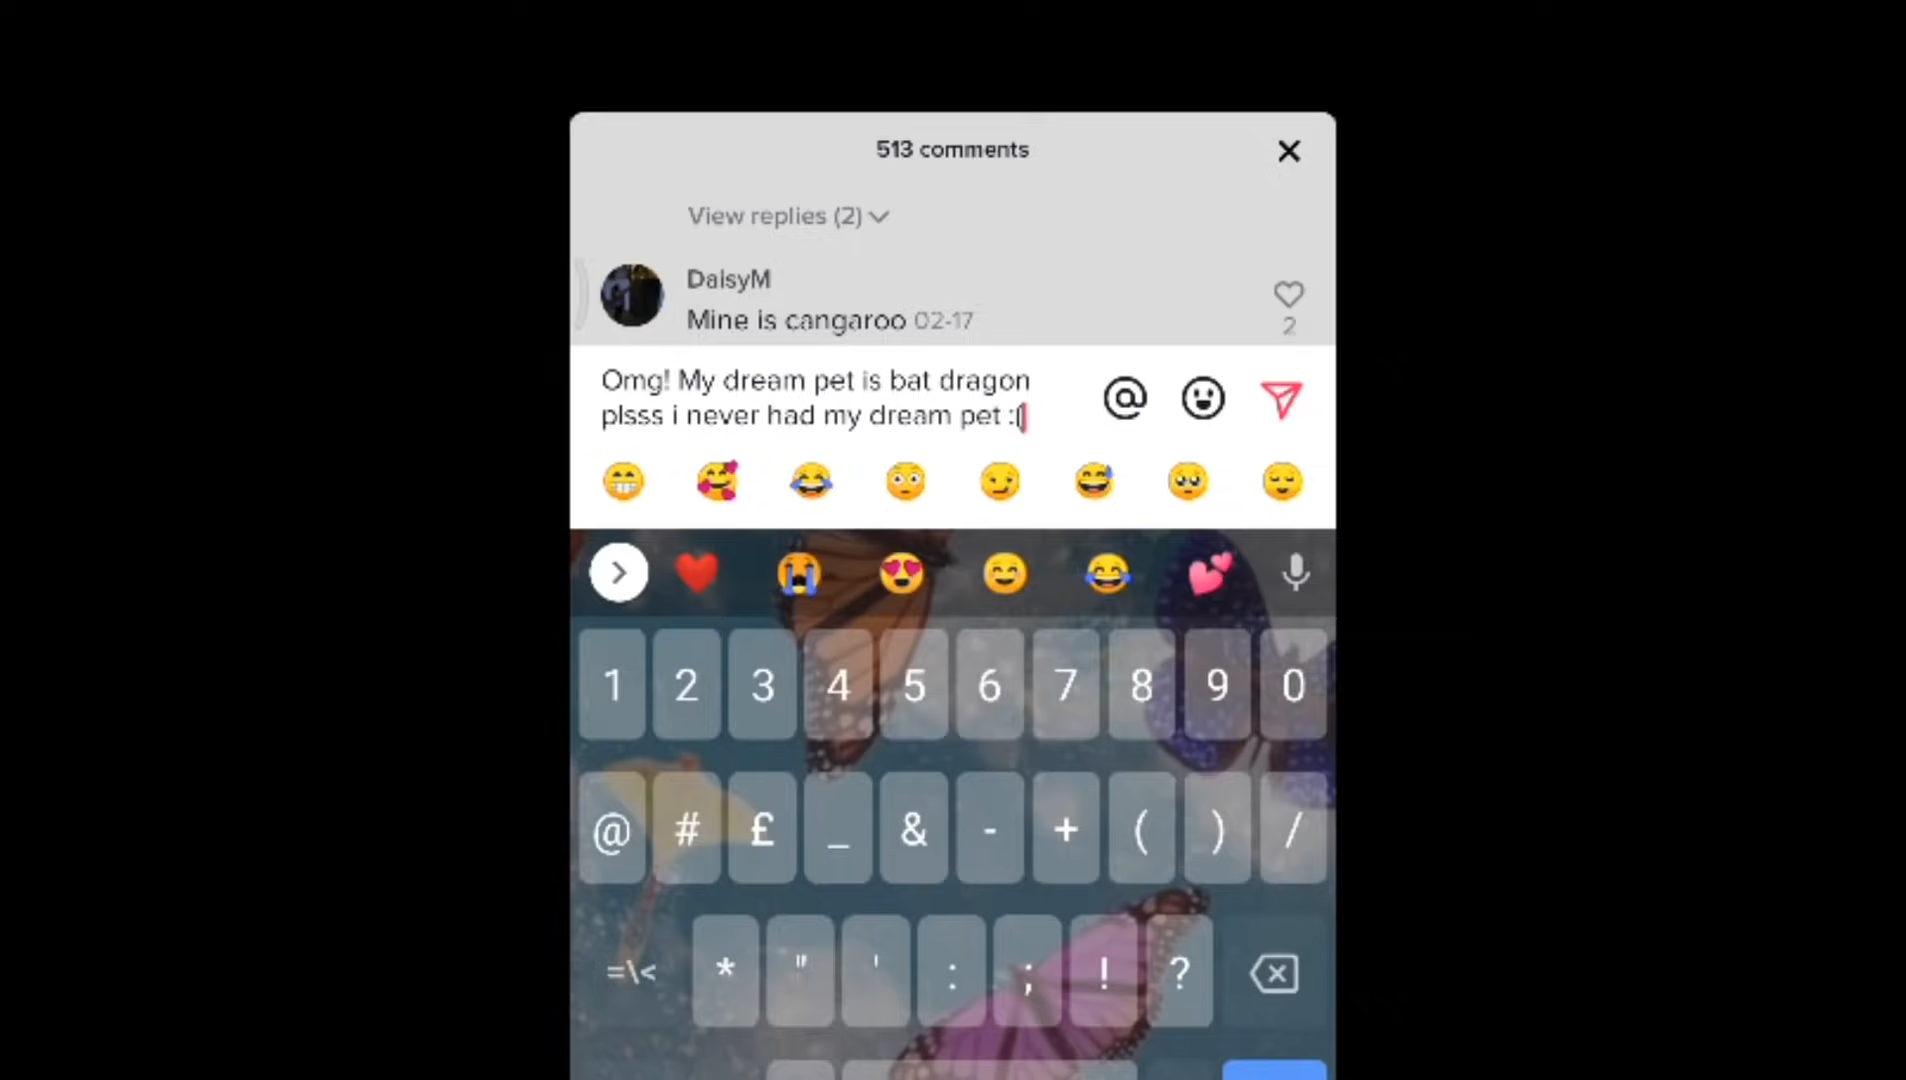 513 comments
View replies (2)
DaisyM
Mine is cangaroo 02-17
2
Omg! My dream pet is bat dragon
plsss i never had my dream pet :(
1 2 3 4 5 6 7 8 9 0
@ # £ _ & - + ( ) /
=\< * " ' : ; ! ?